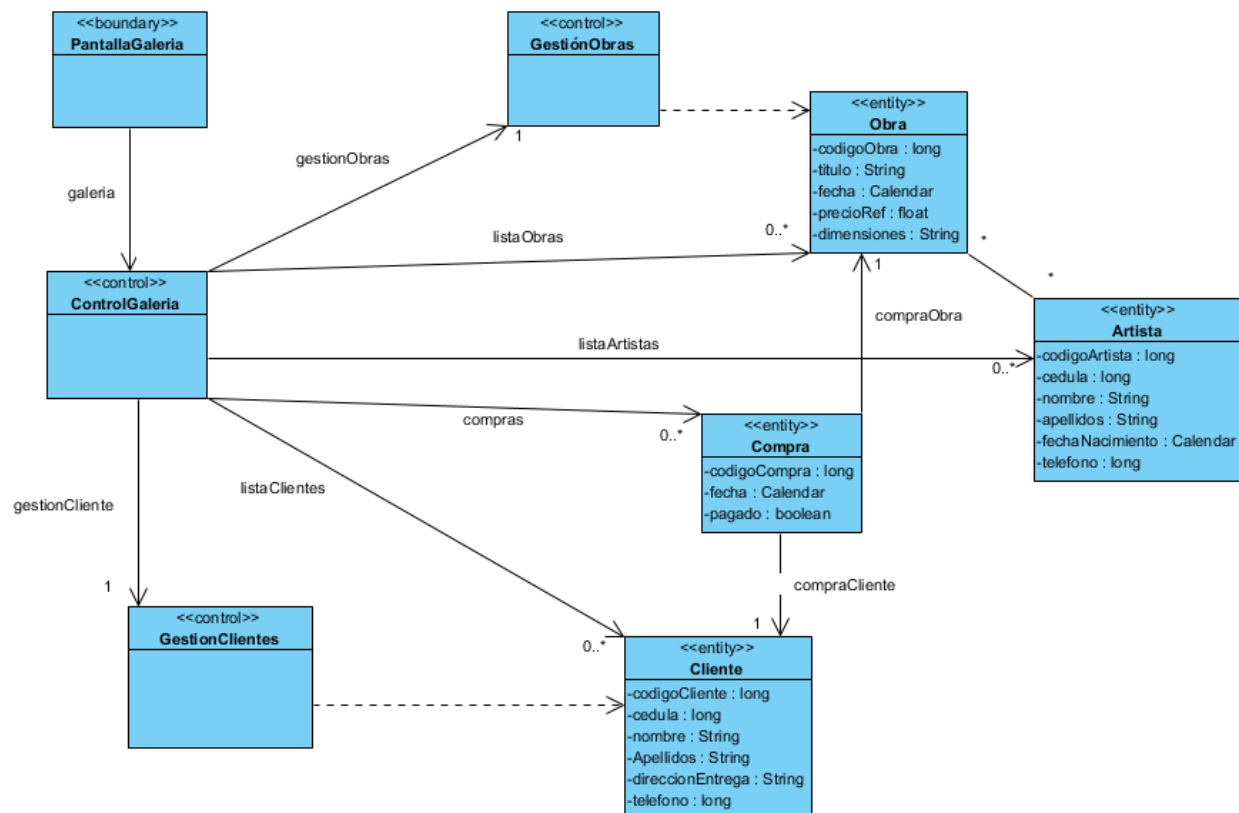 <<boundary>>
PantallaGaleria
<<control>>
GestiónObras
<<entity>>
Obra
-codigoObra : long
-titulo : String
-fecha : Calendar
-precioRef : float
-dimensiones : String
1
gestionObras
galeria
listaObras
0..*
*
1
*
<<control>>
ControlGaleria
compraObra
<<entity>>
Artista
-codigoArtista : long
-cedula : long
-nombre : String
-apellidos : String
-fechaNacimiento : Calendar
-telefono : long
listaArtistas
0..*
compras
0..*
<<entity>>
Compra
-codigoCompra : long
-fecha : Calendar
-pagado : boolean
listaClientes
gestionCliente
compraCliente
1
1
<<control>>
GestionClientes
0..*
<<entity>>
Cliente
-codigoCliente : long
-cedula : long
-nombre : String
-Apellidos : String
-direccionEntrega : String
-telefono : long